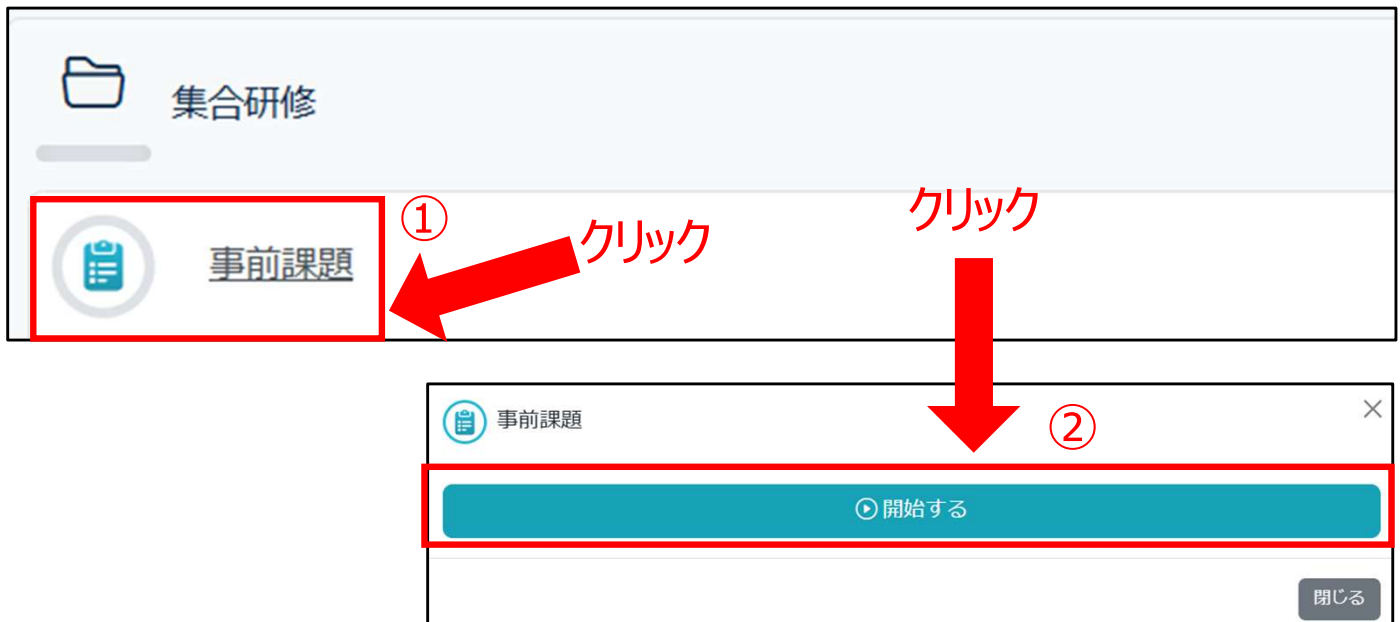 集合研修
事前課題
①
クリック
クリック
事前課題
②
開始する
閉じる